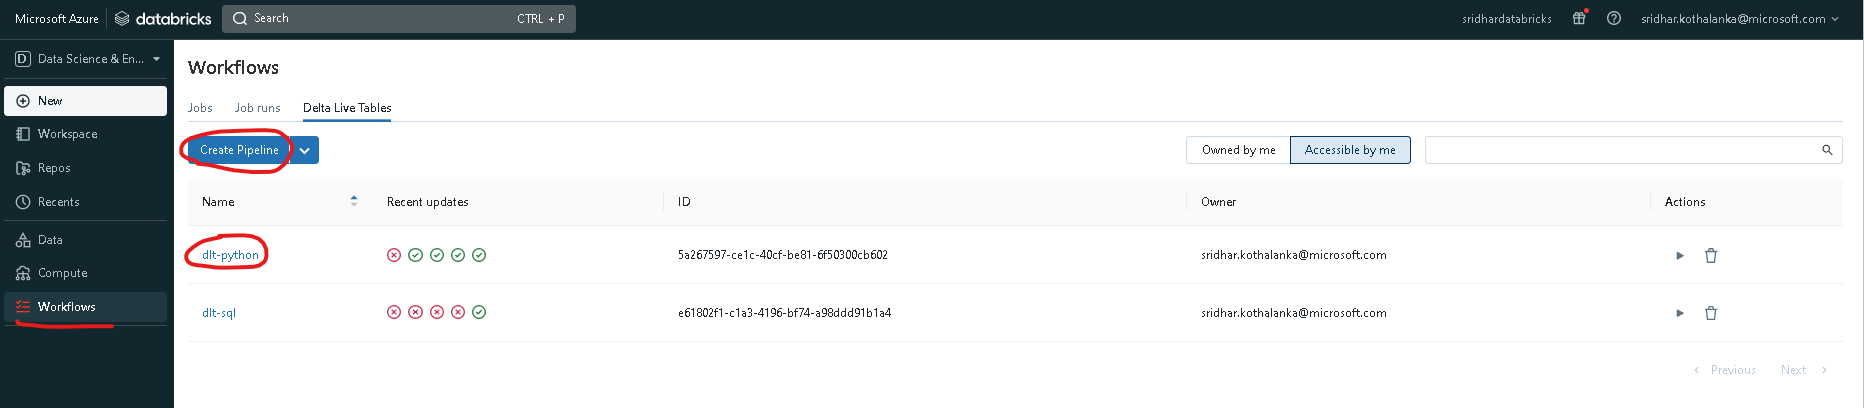 Microsoft Azure databricks Search CTRL + P sridhardatabricks sridhar.kothalanka@microsoft.com
D Data Science & En...
New
Workspace
Repos
Recents
Data
Compute
Workflows
Workflows
Jobs Job runs Delta Live Tables
Create Pipeline Owned by me Accessible by me
Name Recent updates ID Owner Actions
dlt-python 5a267597-ce1c-40cf-be81-6f50300cb602 sridhar.kothalanka@microsoft.com
dlt-sql e61802f1-c1a3-4196-bf74-a98ddd91b1a4 sridhar.kothalanka@microsoft.com
Previous Next